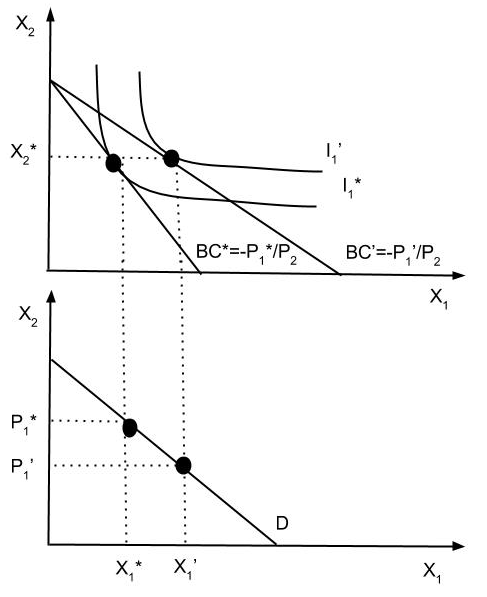 X₂
X₂*
I₁’
I₁*
BC*=-P₁*/P₂
BC’=-P₁’/P₂
X₁
X₂
P₁*
P₁’
D
X₁*
X₁’
X₁